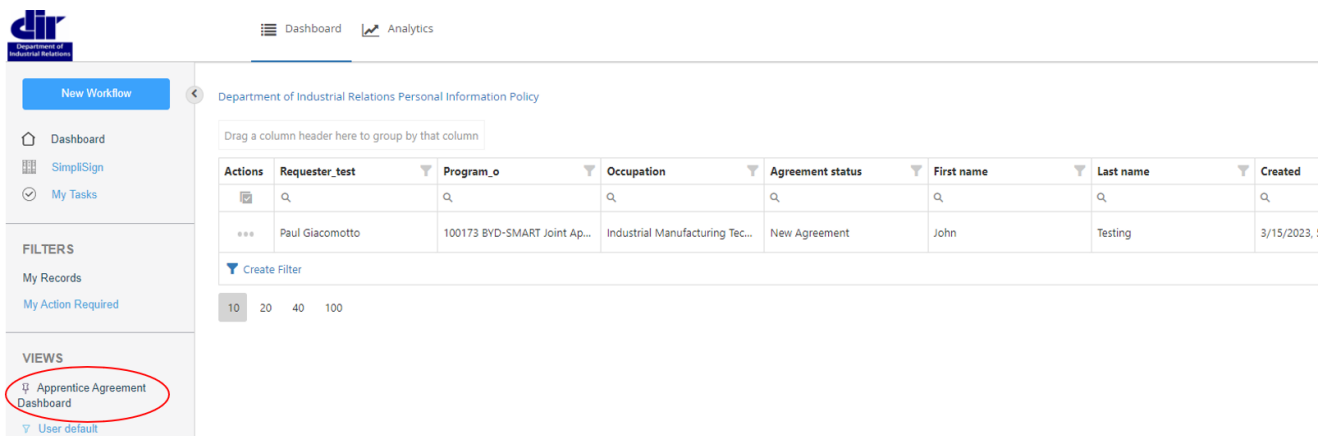 dir
Department of
Industrial Relations
Dashboard Analytics
New Workflow
Dashboard
SimpliSign
My Tasks
FILTERS
My Records
My Action Required
VIEWS
Apprentice Agreement
Dashboard
User default
Department of Industrial Relations Personal Information Policy
Drag a column header here to group by that column
Actions Requester_test Program_o Occupation Agreement status First name Last name Created
Paul Giacomotto 100173 BYD-SMART Joint Ap... Industrial Manufacturing Tec... New Agreement John Testing 3/15/2023,
Create Filter
10 20 40 100